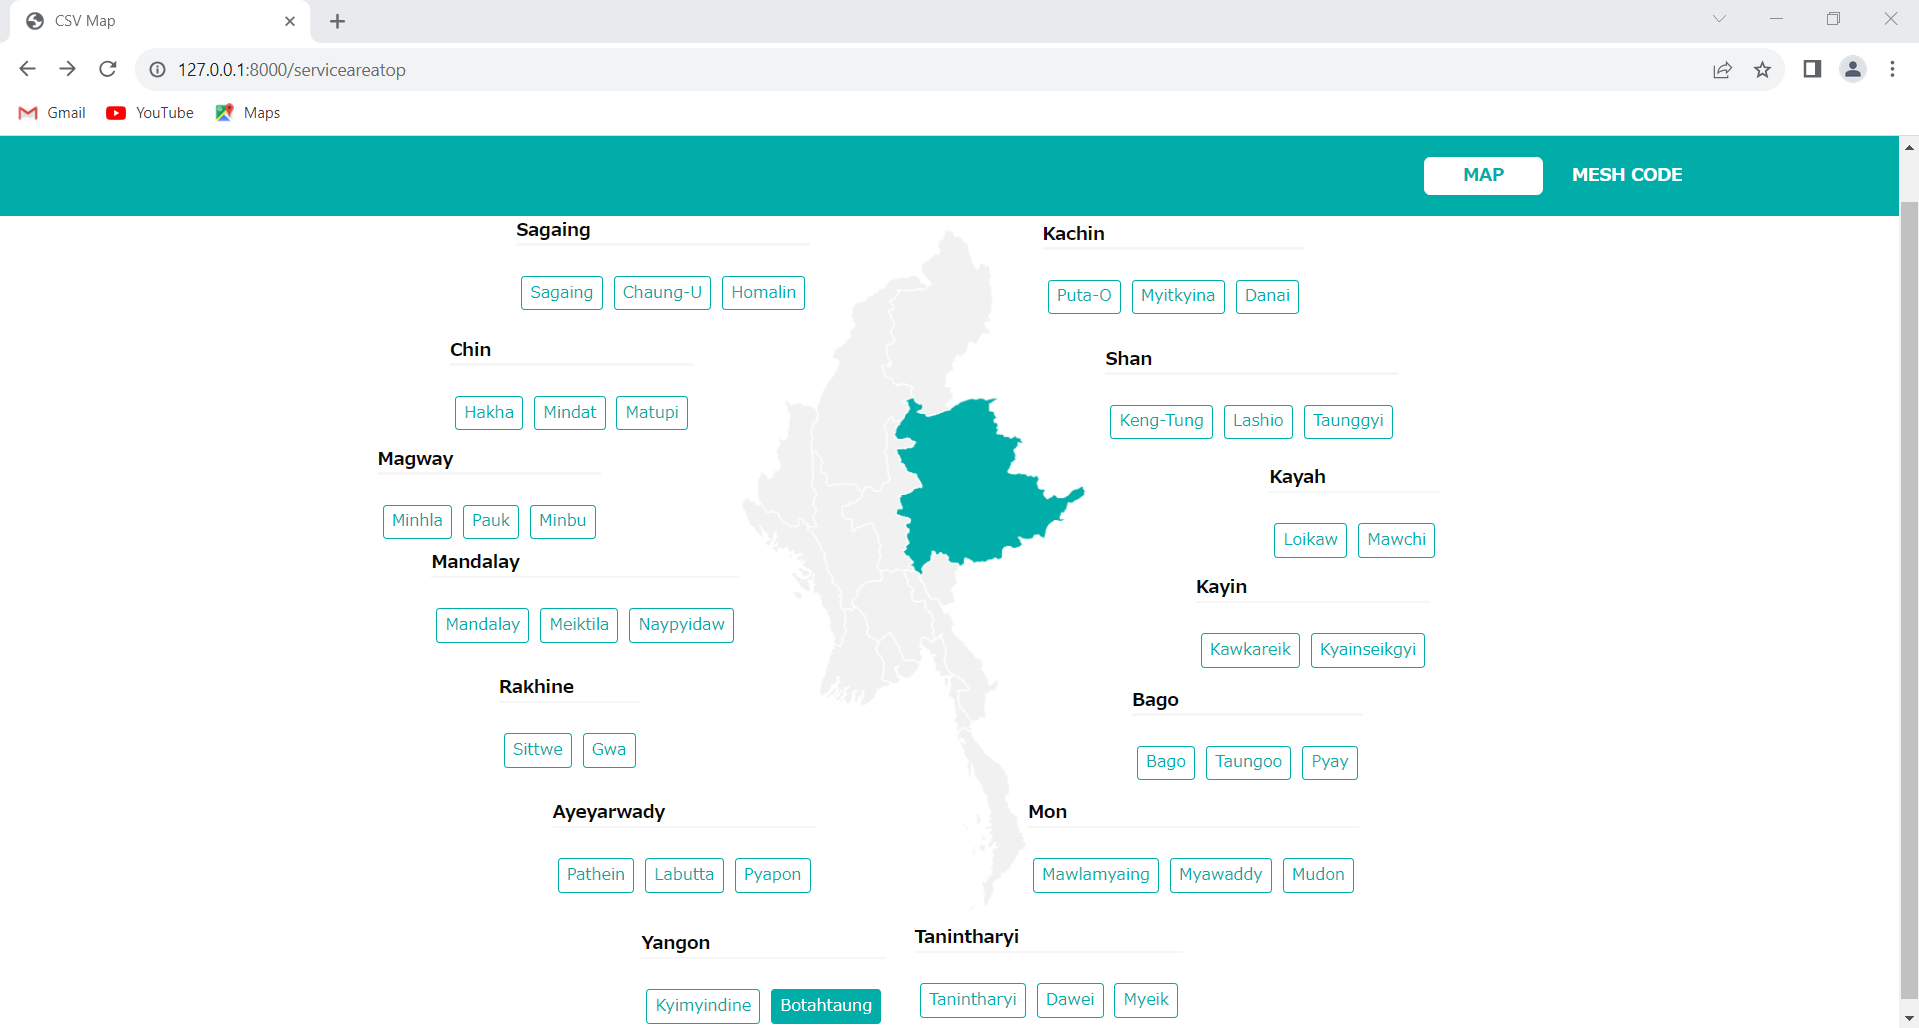 CSV Map
127.0.0.1:8000/serviceareatop
Gmail YouTube Maps
MAP MESH CODE
Sagaing
Sagaing Chaung-U Homalin
Kachin
Puta-O Myitkyina Danai
Chin
Hakha Mindat Matupi
Shan
Keng-Tung Lashio Taunggyi
Magway
Minhla Pauk Minbu
Kayah
Loikaw Mawchi
Mandalay
Mandalay Meiktila Naypyidaw
Kayin
Kawkareik Kyainseikgyi
Rakhine
Sittwe Gwa
Bago
Bago Taungoo Pyay
Ayeyarwady
Pathein Labutta Pyapon
Mon
Mawlamyaing Myawaddy Mudon
Yangon
Kyimyindine Botahtaung
Tanintharyi
Tanintharyi Dawei Myeik